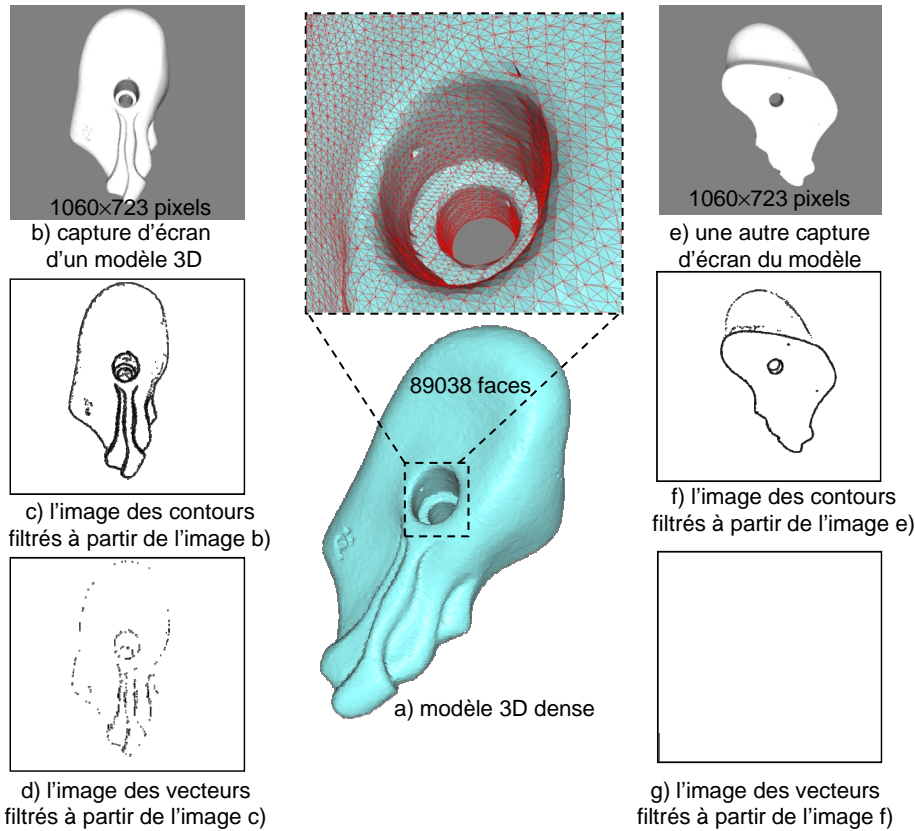 1060×723 pixels
b) capture d'écran
d'un modèle 3D
c) l'image des contours
filtrés à partir de l'image b)
d) l'image des vecteurs
filtrés à partir de l'image c)
89038 faces
a) modèle 3D dense
1060×723 pixels
e) une autre capture
d'écran du modèle
f) l'image des contours
filtrés à partir de l'image e)
g) l'image des vecteurs
filtrés à partir de l'image f)